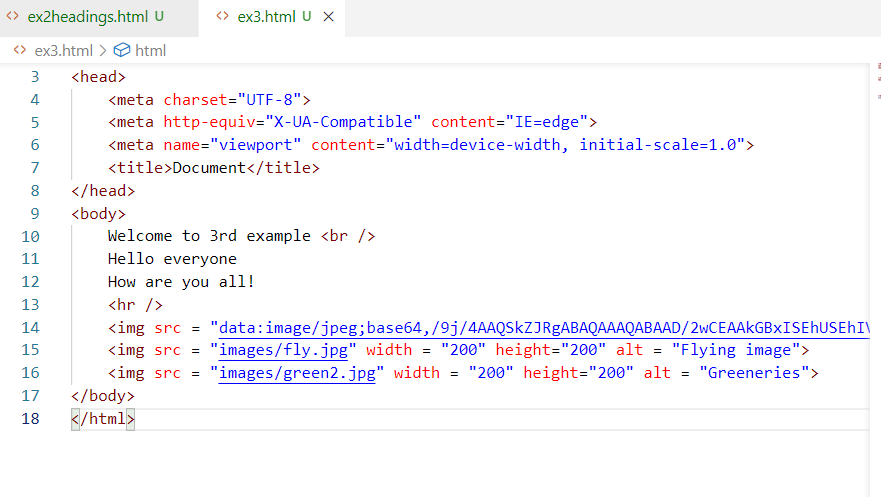 <> ex2headings.html U <> ex3.html U ×
<> ex3.html > html
3 <head>
4 <meta charset="UTF-8">
5 <meta http-equiv="X-UA-Compatible" content="IE=edge">
6 <meta name="viewport" content="width=device-width, initial-scale=1.0">
7 <title>Document</title>
8 </head>
9 <body>
10 Welcome to 3rd example <br />
11 Hello everyone
12 How are you all!
13 <hr />
14 <img src = "data:image/jpeg;base64,/9j/4AAQSkZJRgABAQAAAQABAAD/2wCEAAkGBxISEhUSEhI
15 <img src = "images/fly.jpg" width = "200" height="200" alt = "Flying image">
16 <img src = "images/green2.jpg" width = "200" height="200" alt = "Greeneries">
17 </body>
18 </html>